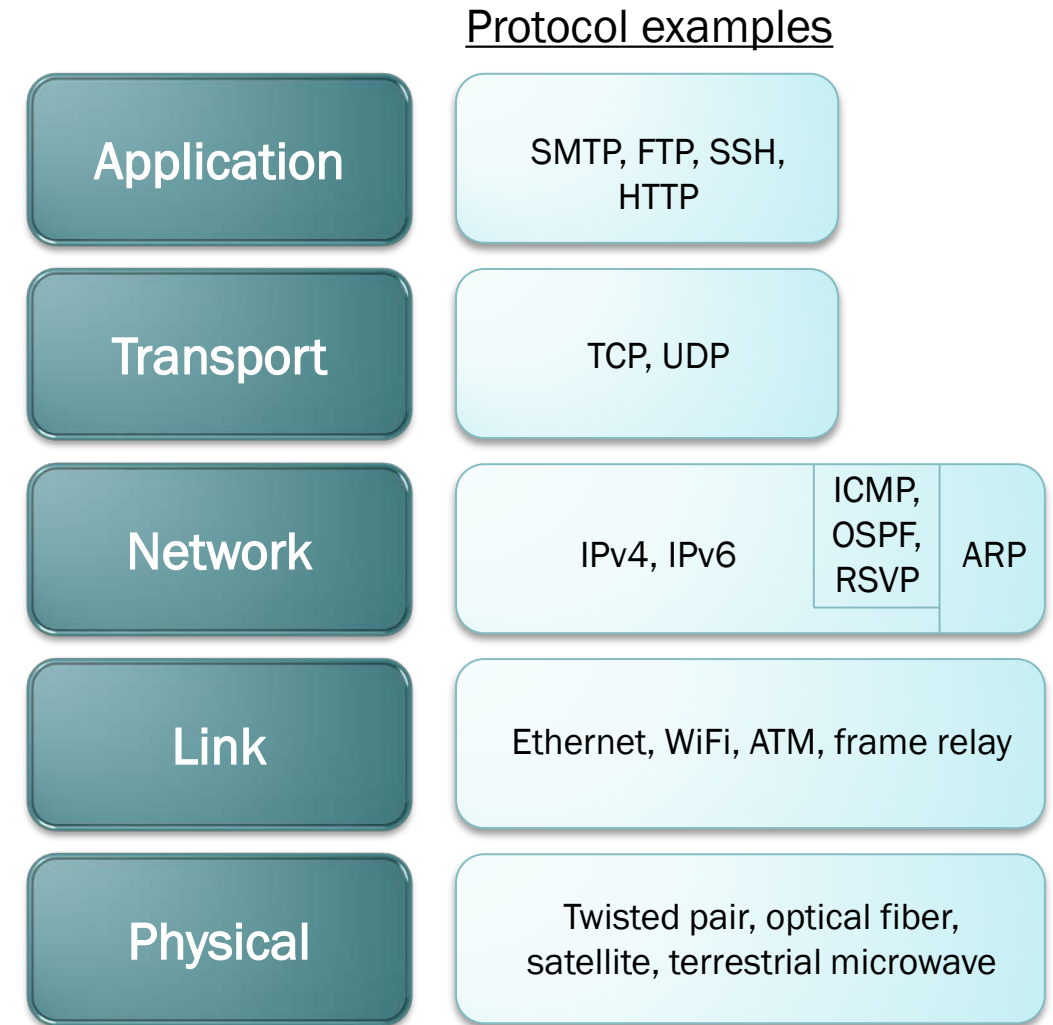 Protocol examples
Application
SMTP, FTP, SSH,
HTTP
Transport
TCP, UDP
Network
IPv4, IPv6
ICMP,
OSPF,
RSVP
ARP
Link
Ethernet, WiFi, ATM, frame relay
Physical
Twisted pair, optical fiber,
satellite, terrestrial microwave